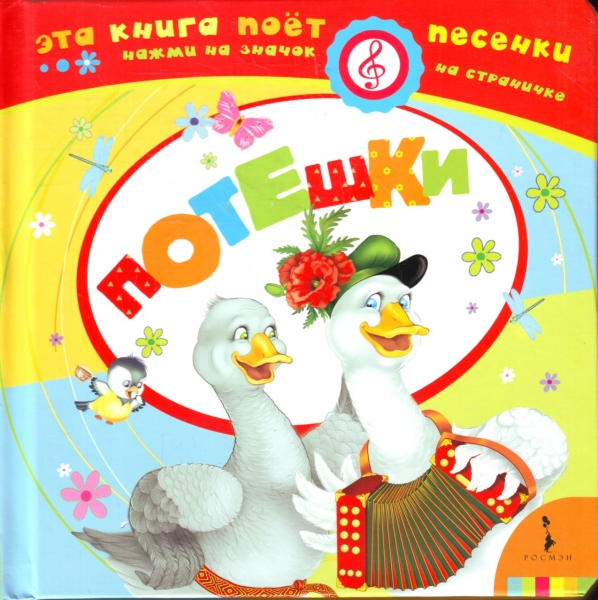 эта книга поёт песенки
нажми на значок
на страничке
потешки
РОСМЭН